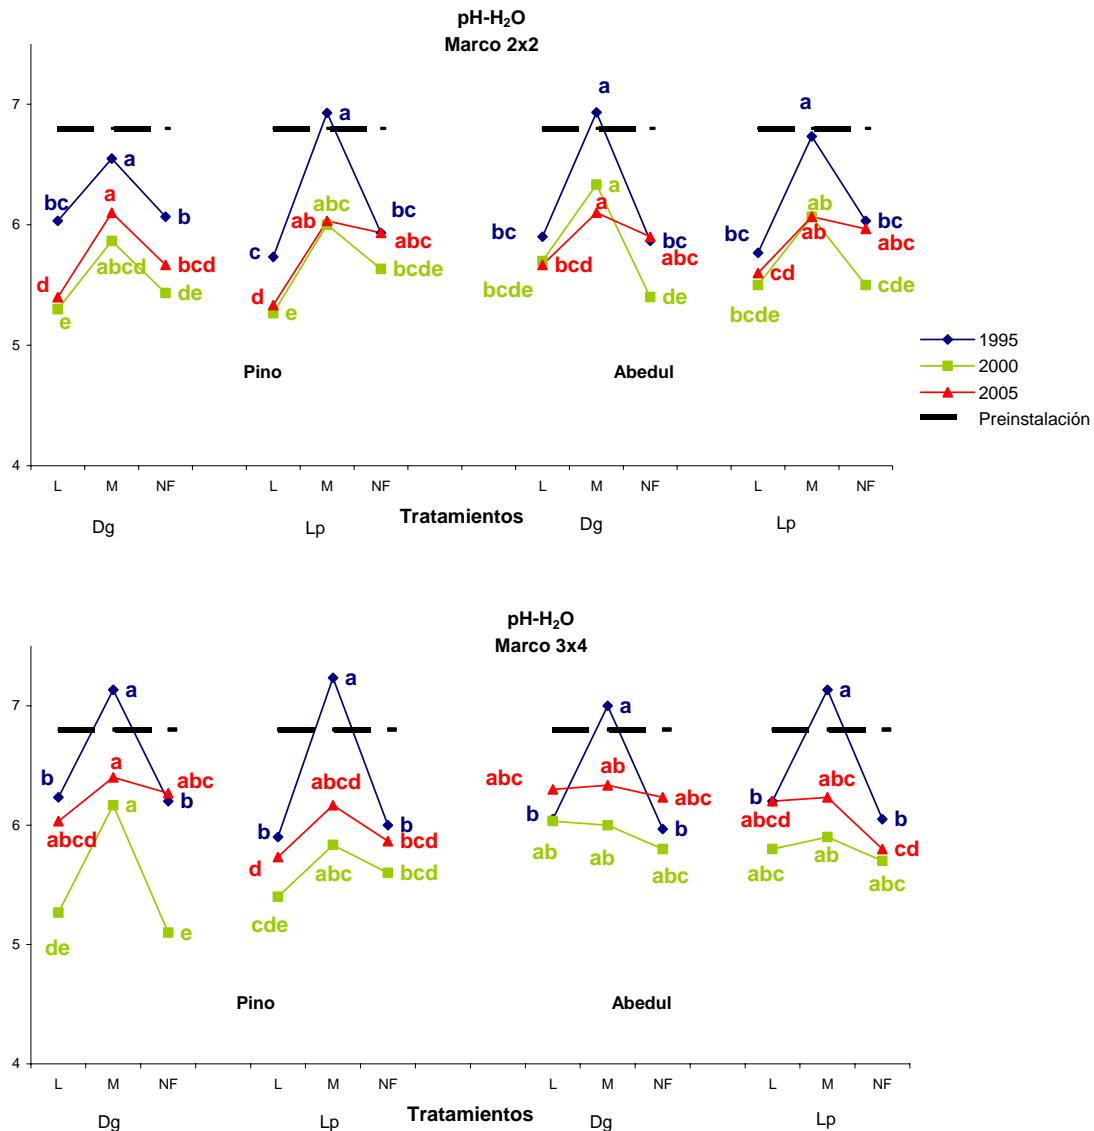 pH-H₂O
Marco 2x2
7
6
5
4
bc
a
b
a
d
bcd
abcd
e
de
a
bc
c
abc
ab
abc
d
bcde
e
a
bc
a
a
bc
bcd
abc
bcde
de
a
bc
ab
bc
ab
abc
cd
cde
bcde
Pino
Abedul
1995
2000
2005
Preinstalación
L M NF L M NF L M NF L M NF
Dg Lp Tratamientos Dg Lp
pH-H₂O
Marco 3x4
7
6
5
4
a
b
a
abc
b
a
abcd
de
e
a
abcd
b
b
bcd
d
abc
bcd
cde
a
abc
ab
abc
b
b
ab
ab
abc
a
abc
b
abcd
b
cd
abc
ab
abc
Pino
Abedul
L M NF L M NF L M NF L M NF
Dg Lp Tratamientos Dg Lp